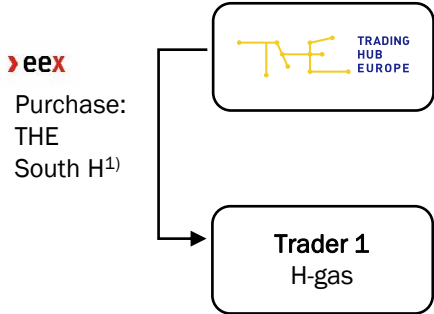 eex
Purchase:
THE
South H1)
TRADING
HUB
EUROPE
Trader 1
H-gas